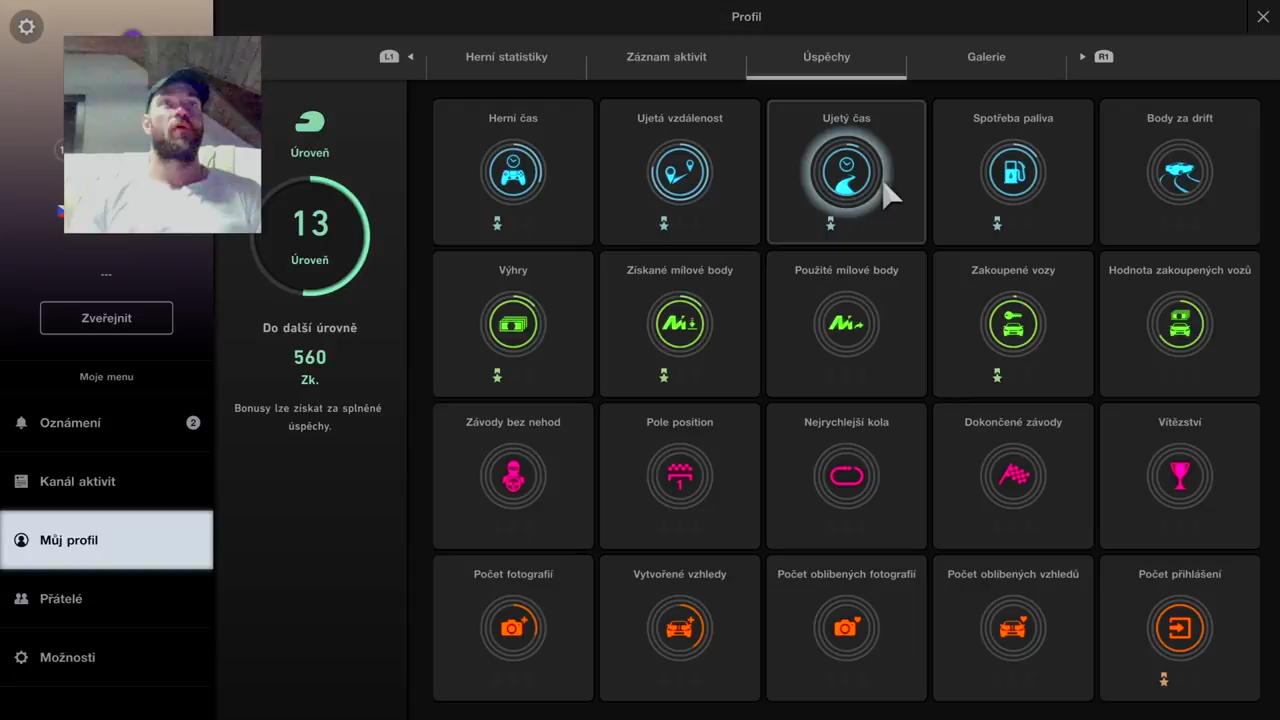 Profil
L1
Herní statistiky
Záznam aktivit
Úspěchy
Galerie
R1
---
Zveřejnit
Moje menu
Oznámení
2
Kanál aktivit
Můj profil
Přátelé
Možnosti
Úroveň
13
Úroveň
Do další úrovně
560
Zk.
Bonusy lze získat za splněné
úspěchy.
Herní čas
Ujetá vzdálenost
Ujetý čas
Spotřeba paliva
Body za drift
Výhry
Získané mílové body
Použité mílové body
Zakoupené vozy
Hodnota zakoupených vozů
Závody bez nehod
Pole position
1
Nejrychlejší kola
Dokončené závody
Vítězství
Počet fotografií
Vytvořené vzhledy
Počet oblíbených fotografií
Počet oblíbených vzhledů
Počet přihlášení